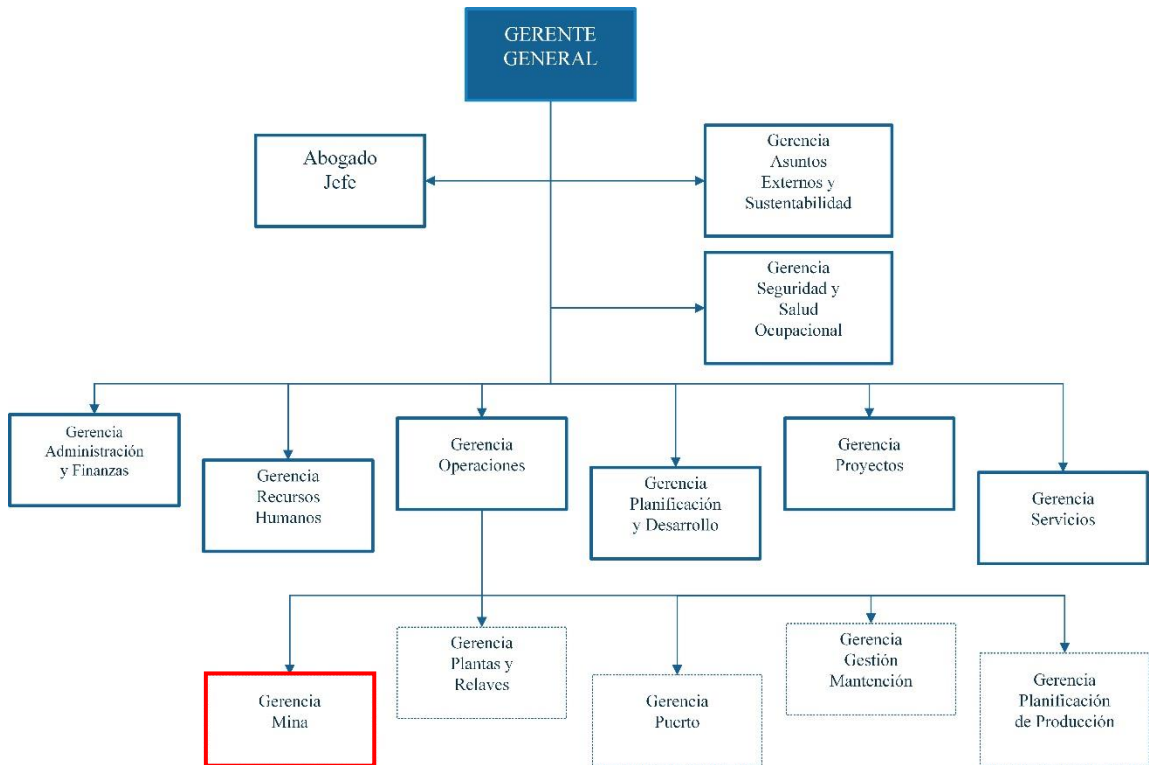 GERENTE
GENERAL
Abogado
Jefe
Gerencia
Asuntos
Externos y
Sustentabilidad
Gerencia
Seguridad y
Salud
Ocupacional
Gerencia
Administración
y Finanzas
Gerencia
Recursos
Humanos
Gerencia
Operaciones
Gerencia
Planificación
y Desarrollo
Gerencia
Proyectos
Gerencia
Servicios
Gerencia
Mina
Gerencia
Plantas y
Relaves
Gerencia
Puerto
Gerencia
Gestión
Mantención
Gerencia
Planificación
de Producción